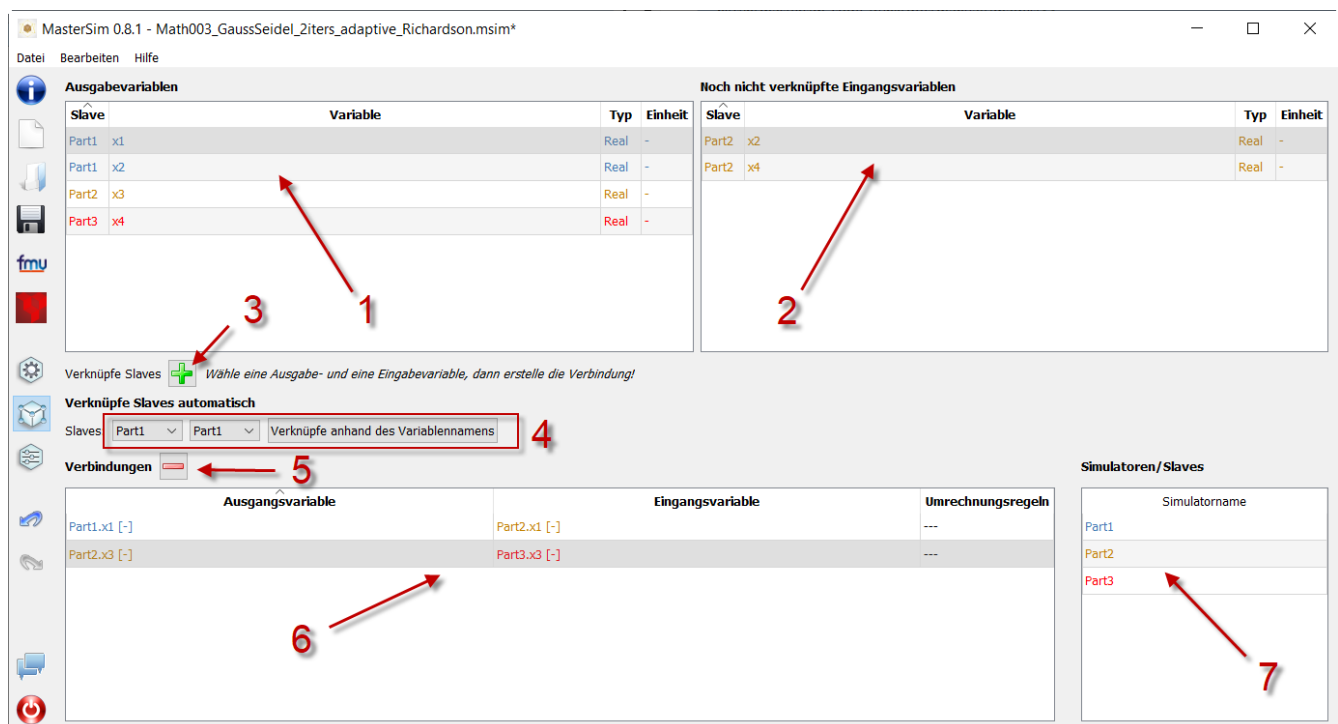 MasterSim 0.8.1 - Math003_GaussSeidel_2iters_adaptive_Richardson.msim*
Datei Bearbeiten Hilfe
Ausgabevariablen
Slave Variable Typ Einheit
Part1 x1 Real -
Part1 x2 Real -
Part2 x3 Real -
Part3 x4 Real -
1
Noch nicht verknüpfte Eingangsvariablen
Slave Variable Typ Einheit
Part2 x2 Real -
Part2 x4 Real -
2
fmu
3
Verknüpfe Slaves Wähle eine Ausgabe- und eine Eingabevariable, dann erstelle die Verbindung!
Verknüpfe Slaves automatisch
Slaves Part1 Part1 Verknüpfe anhand des Variablennamens 4
Verbindungen 5
Ausgangsvariable Eingangsvariable Umrechnungsregeln
Part1.x1 [-] Part2.x1 [-] ---
Part2.x3 [-] Part3.x3 [-] ---
6
Simulatoren/Slaves
Simulatorname
Part1
Part2
Part3
7